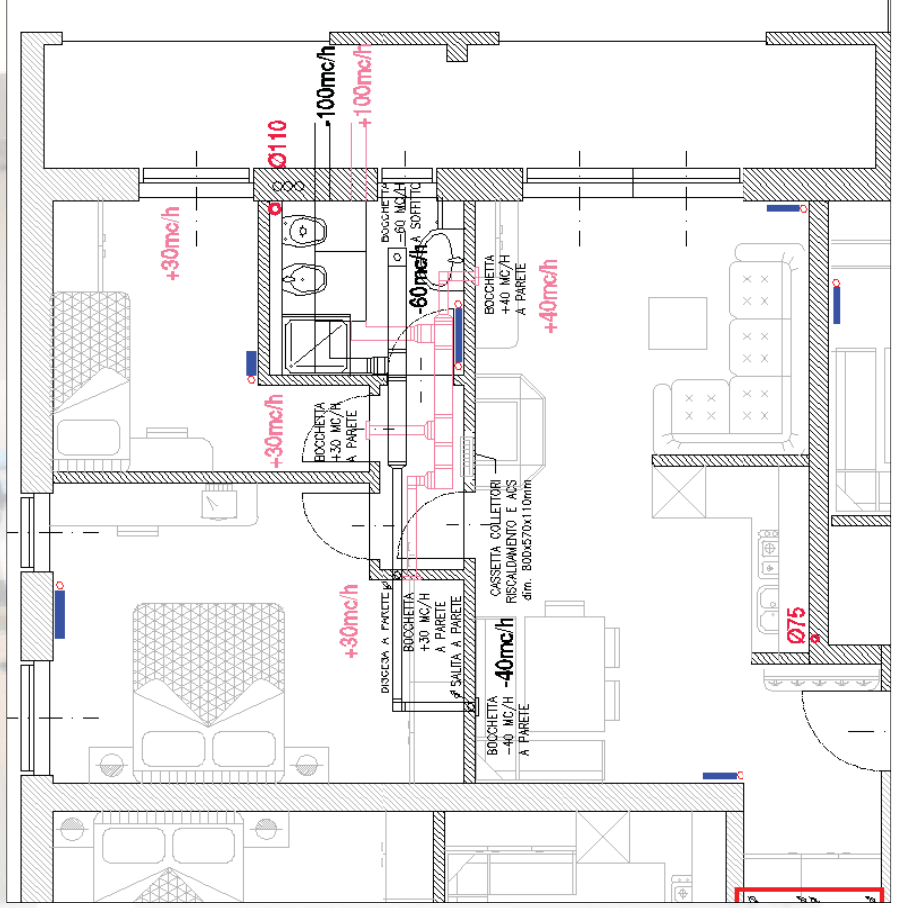 -100mc/h
+100mc/h
Ø110
+30mc/h
BOCCHETTA
-60 MC/H
A SOFFITTO
-60mc/h
BOCCHETTA
+40 MC/H
A PARETE
+40mc/h
+30mc/h
BOCCHETTA
+30 MC/H
A PARETE
CASSETTA COLLETTORI
RISCALDAMENTO E ACS
dim. 800x570x110mm
+30mc/h
DISCESA A PARETE
BOCCHETTA
+30 MC/H
A PARETE
SALITA A PARETE
BOCCHETTA
-40 MC/H
A PARETE
-40mc/h
Ø75